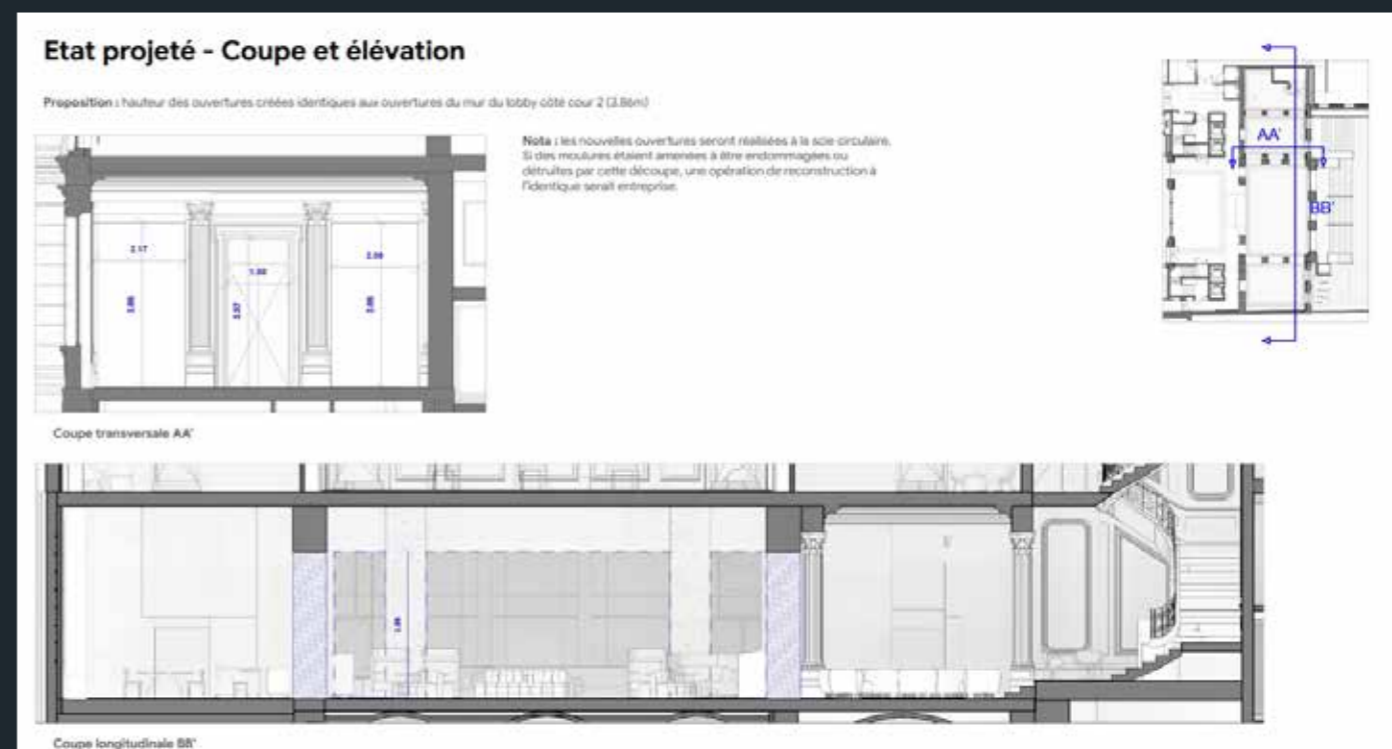 Etat projeté - Coupe et élévation
Proposition : hauteur des ouvertures créées identiques aux ouvertures du mur du lobby côté cour 2 (3.86m)
Nota : les nouvelles ouvertures seront réalisées à la scie circulaire.
Si des moulures étaient amenées à être endommagées ou
détruites par cette découpe, une opération de reconstruction à
l'identique serait entreprise.
AA'
BB'
2.17
Coupe transversale AA'
Coupe longitudinale BB'